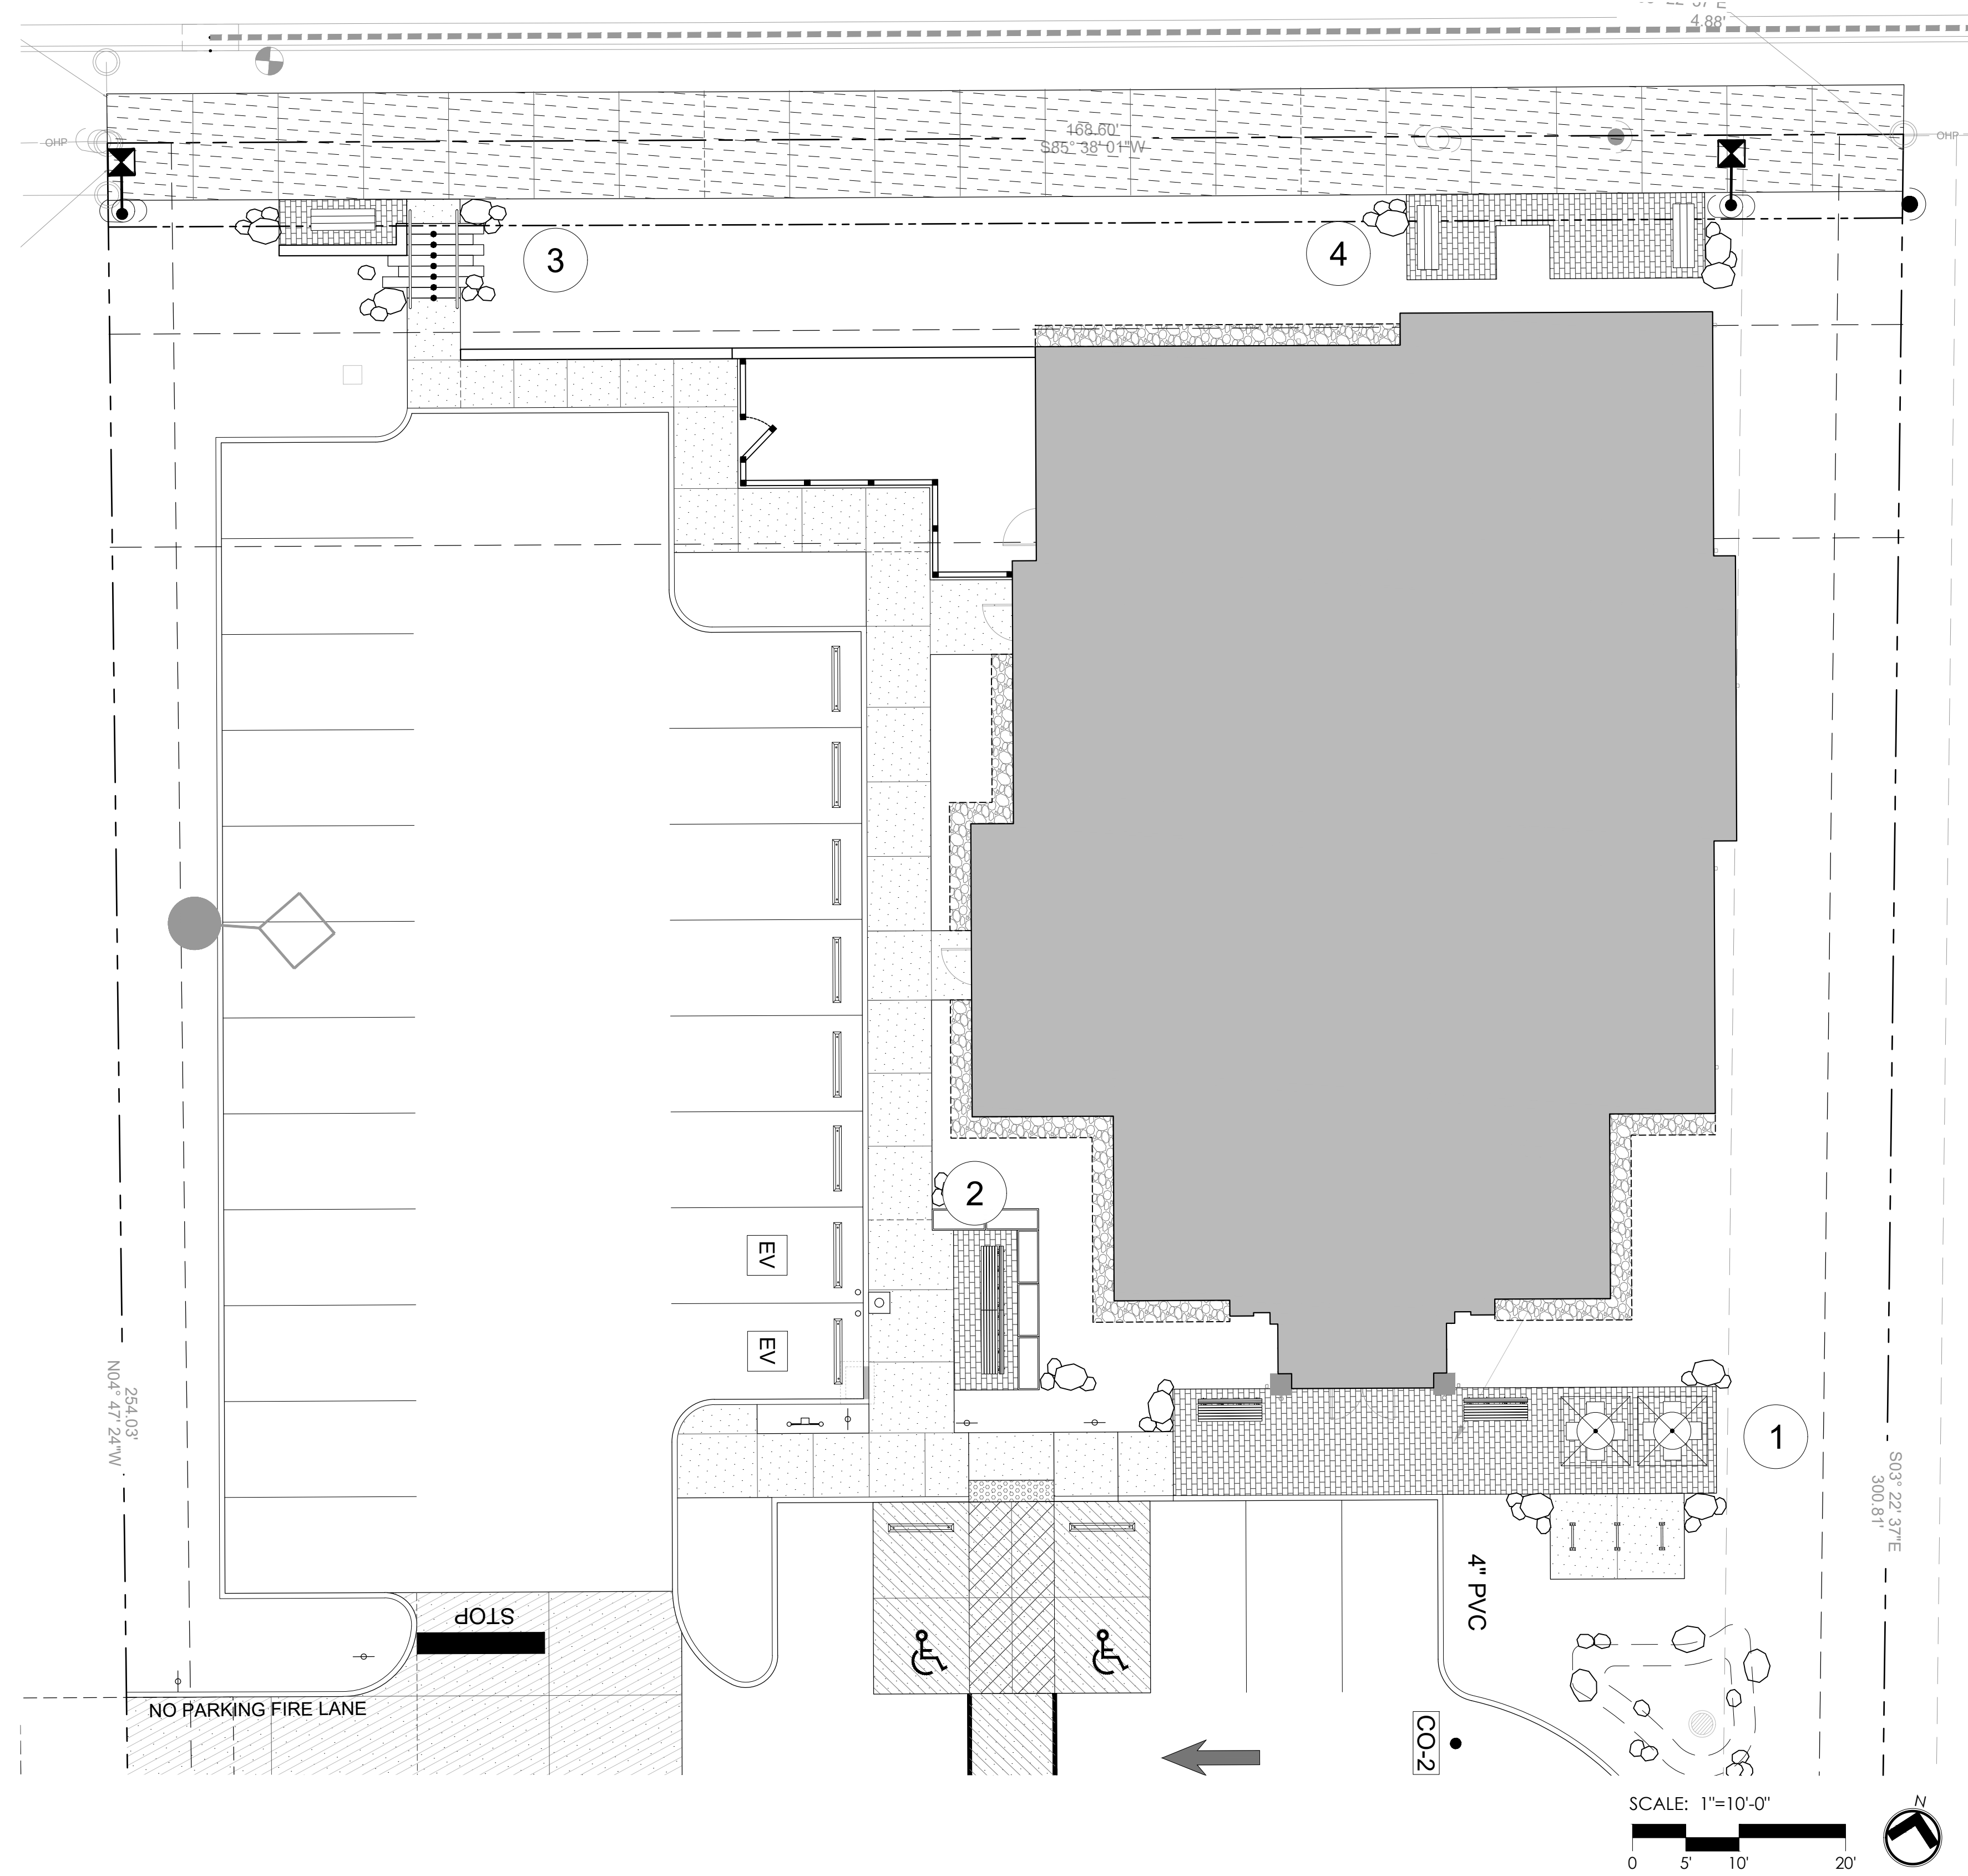 4.88'
OHP
168.60'
S85° 38' 01"W
OHP
3
4
2
EV
EV
254.03'
N04° 47' 24"W
1
S03° 22' 37"E
300.81'
4" PVC
STOP
NO PARKING FIRE LANE
CO-2
SCALE: 1"=10'-0"
N
0 5' 10' 20'